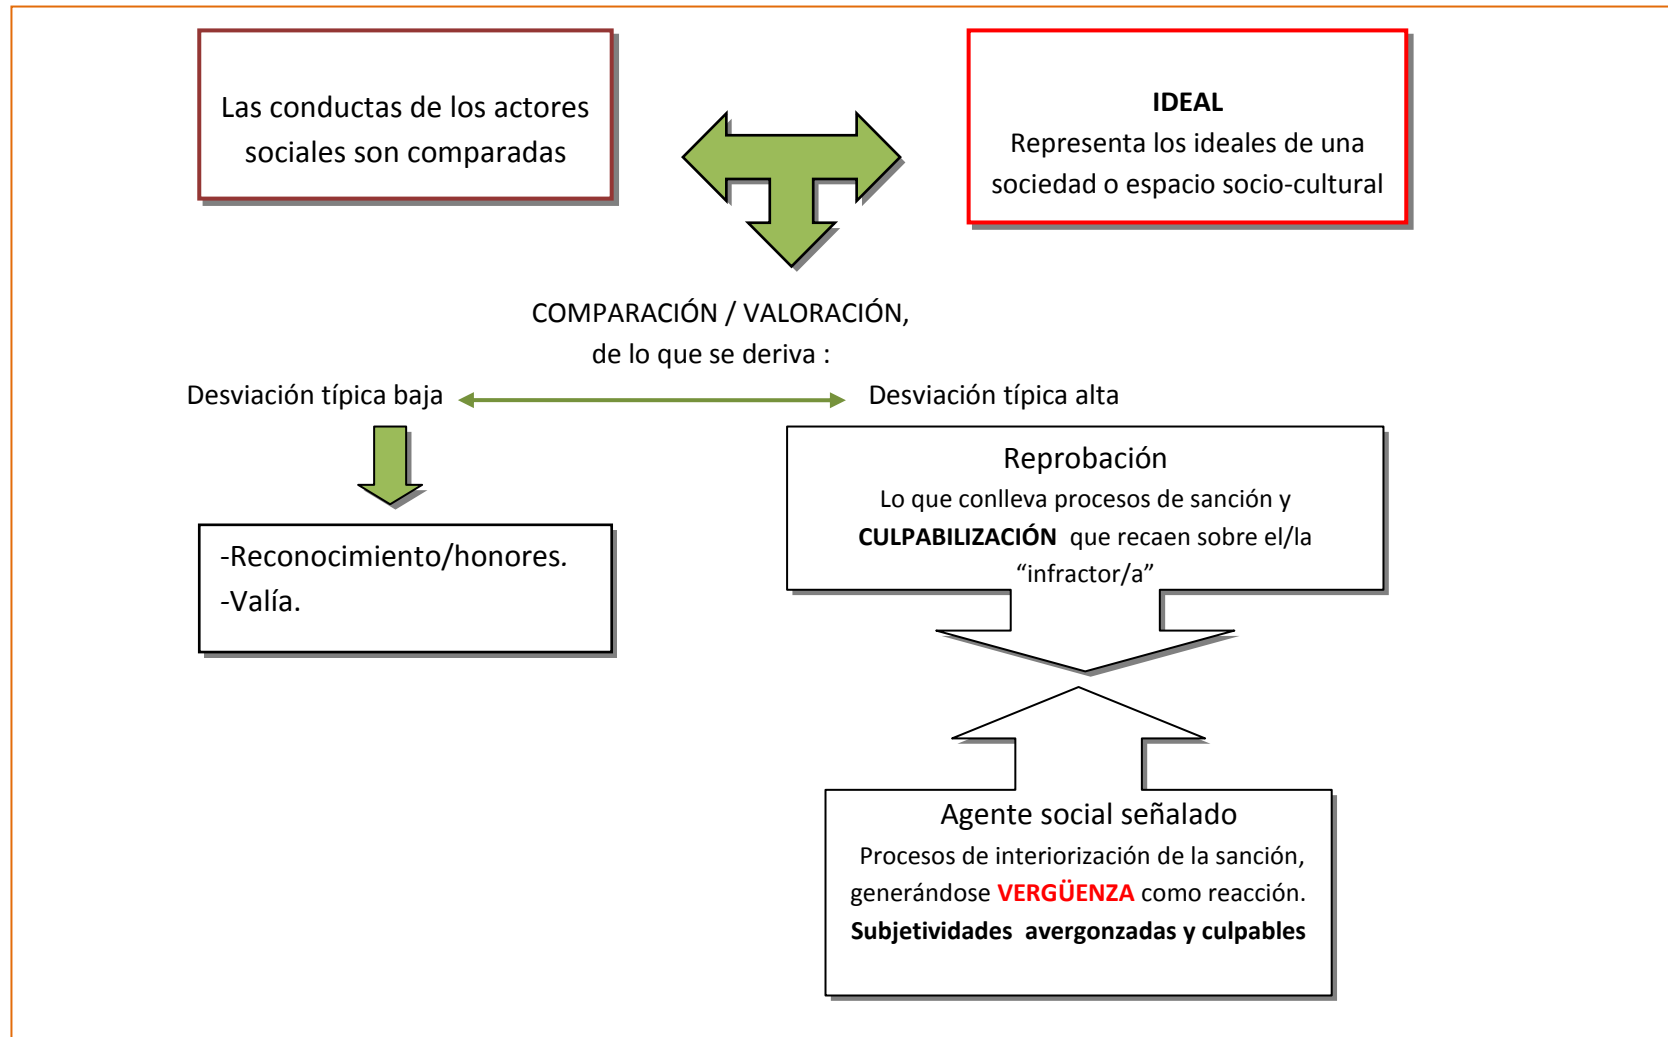 Las conductas de los actores
sociales son comparadas
IDEAL
Representa los ideales de una
sociedad o espacio socio-cultural
COMPARACIÓN / VALORACIÓN,
de lo que se deriva :
Desviación típica baja
Desviación típica alta
-Reconocimiento/honores.
-Valía.
Reprobación
Lo que conlleva procesos de sanción y
CULPABILIZACIÓN que recaen sobre el/la
“infractor/a”
Agente social señalado
Procesos de interiorización de la sanción,
generándose VERGÜENZA como reacción.
Subjetividades avergonzadas y culpables